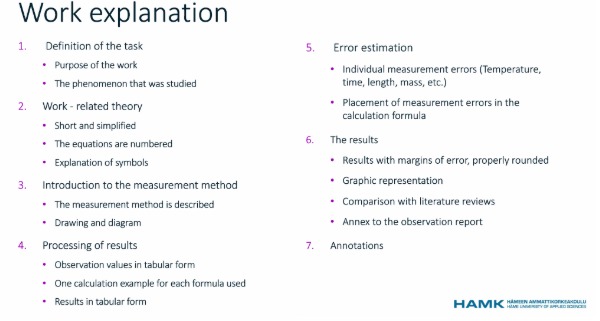 Work explanation
1. Definition of the task
• Purpose of the work
• The phenomenon that was studied
2. Work - related theory
• Short and simplified
• The equations are numbered
• Explanation of symbols
3. Introduction to the measurement method
• The measurement method is described
• Drawing and diagram
4. Processing of results
• Observation values in tabular form
• One calculation example for each formula used
• Results in tabular form
5. Error estimation
• Individual measurement errors (Temperature,
time, length, mass, etc.)
• Placement of measurement errors in the
calculation formula
6. The results
• Results with margins of error, properly rounded
• Graphic representation
• Comparison with literature reviews
• Annex to the observation report
7. Annotations
HAMK HÄMEEN AMMATTIKORKEAKOULU
HÄME UNIVERSITY OF APPLIED SCIENCES